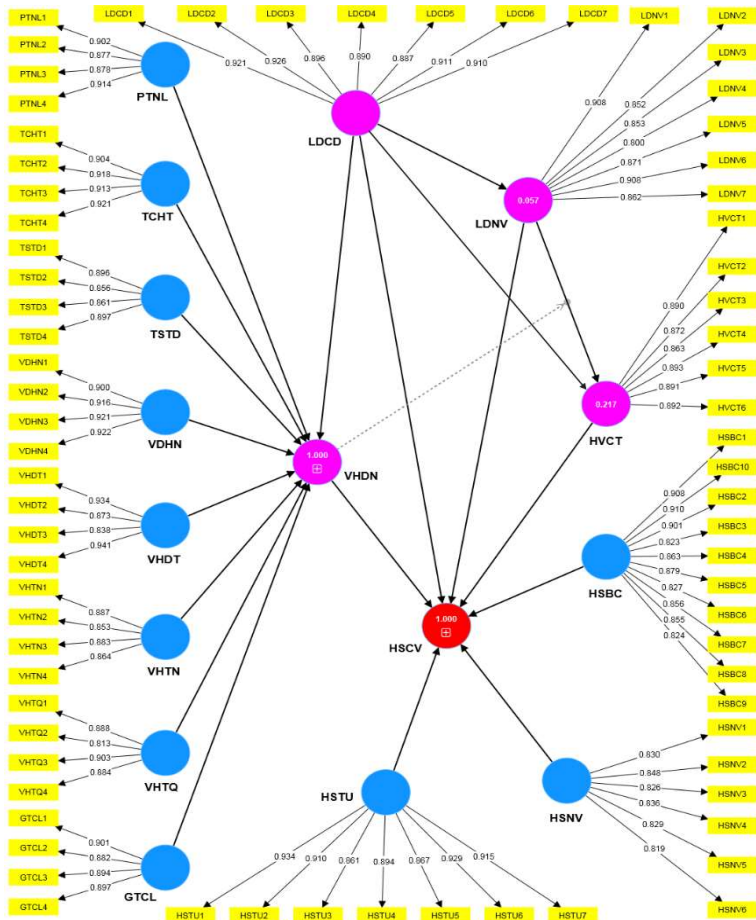 LDCD1
LDCD2
LDCD3
LDCD4
LDCD5
LDCD6
LDCD7
0.921
0.926
0.896
0.890
0.887
0.911
0.910
LDCD
PTNL1
PTNL2
PTNL3
PTNL4
0.902
0.877
0.878
0.914
PTNL
TCHT1
TCHT2
TCHT3
TCHT4
0.904
0.918
0.913
0.921
TCHT
TSTD1
TSTD2
TSTD3
TSTD4
0.896
0.856
0.861
0.897
TSTD
VDHN1
VDHN2
VDHN3
VDHN4
0.900
0.916
0.921
0.922
VDHN
VHDT1
VHDT2
VHDT3
VHDT4
0.934
0.873
0.838
0.941
VHDT
VHTN1
VHTN2
VHTN3
VHTN4
0.887
0.853
0.883
0.864
VHTN
VHTQ1
VHTQ2
VHTQ3
VHTQ4
0.888
0.813
0.903
0.884
VHTQ
GTCL1
GTCL2
GTCL3
GTCL4
0.901
0.882
0.894
0.897
GTCL
1.000
VHDN
LDNV1
LDNV2
LDNV3
LDNV4
LDNV5
LDNV6
LDNV7
0.908
0.852
0.853
0.800
0.871
0.908
0.862
0.057
LDNV
HVCT1
HVCT2
HVCT3
HVCT4
HVCT5
HVCT6
0.890
0.872
0.863
0.893
0.891
0.892
0.217
HVCT
HSBC1
HSBC10
HSBC2
HSBC3
HSBC4
HSBC5
HSBC6
HSBC7
HSBC8
HSBC9
0.908
0.910
0.901
0.823
0.863
0.879
0.827
0.856
0.855
0.824
HSBC
1.000
HSCV
HSNV1
HSNV2
HSNV3
HSNV4
HSNV5
HSNV6
0.830
0.848
0.826
0.836
0.829
0.819
HSNV
HSTU
0.934
0.910
0.861
0.894
0.867
0.929
0.915
HSTU1
HSTU2
HSTU3
HSTU4
HSTU5
HSTU6
HSTU7